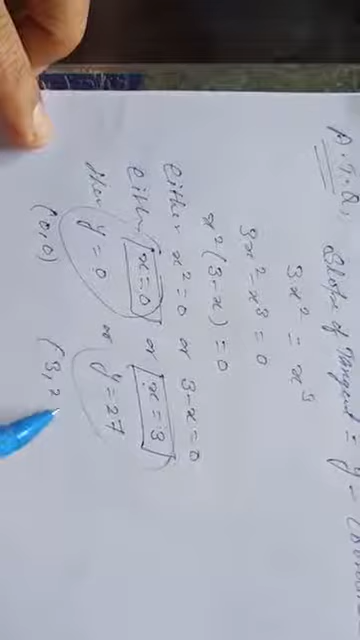 A.T.Q,
Slope of tangent = y -
3x² = x³
3x² - x³ = 0
x²(3-x) = 0
Either x² = 0 or 3-x = 0
Either x = 0 or x = 3
then y = 0 or y = 27
(0,0) (3,2